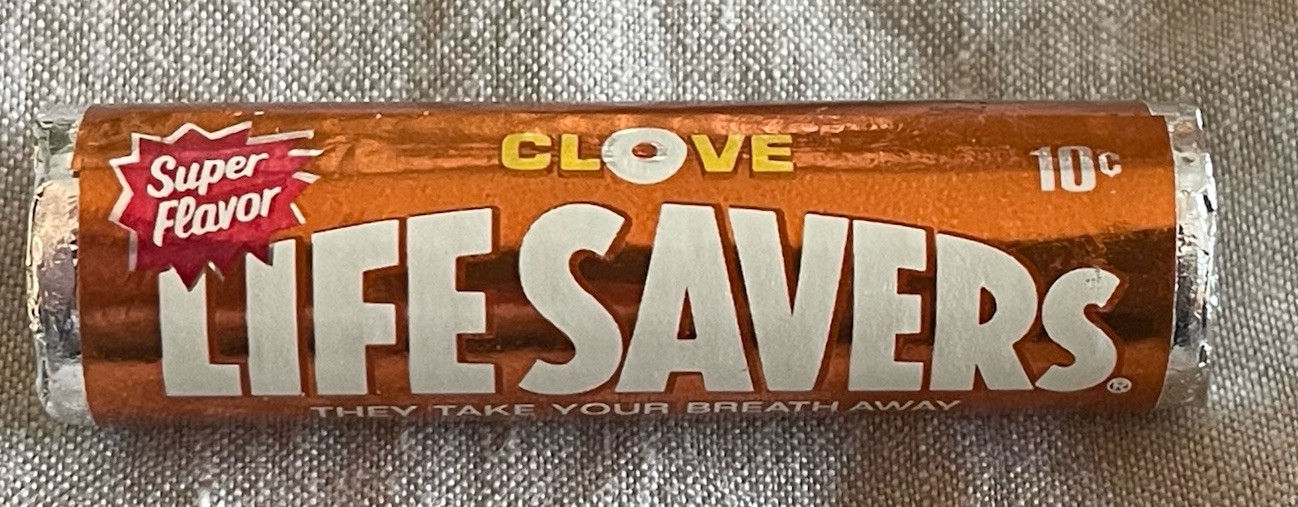 Super
Flavor
CLOVE
10¢
LIFE SAVERS®
THEY TAKE YOUR BREATH AWAY